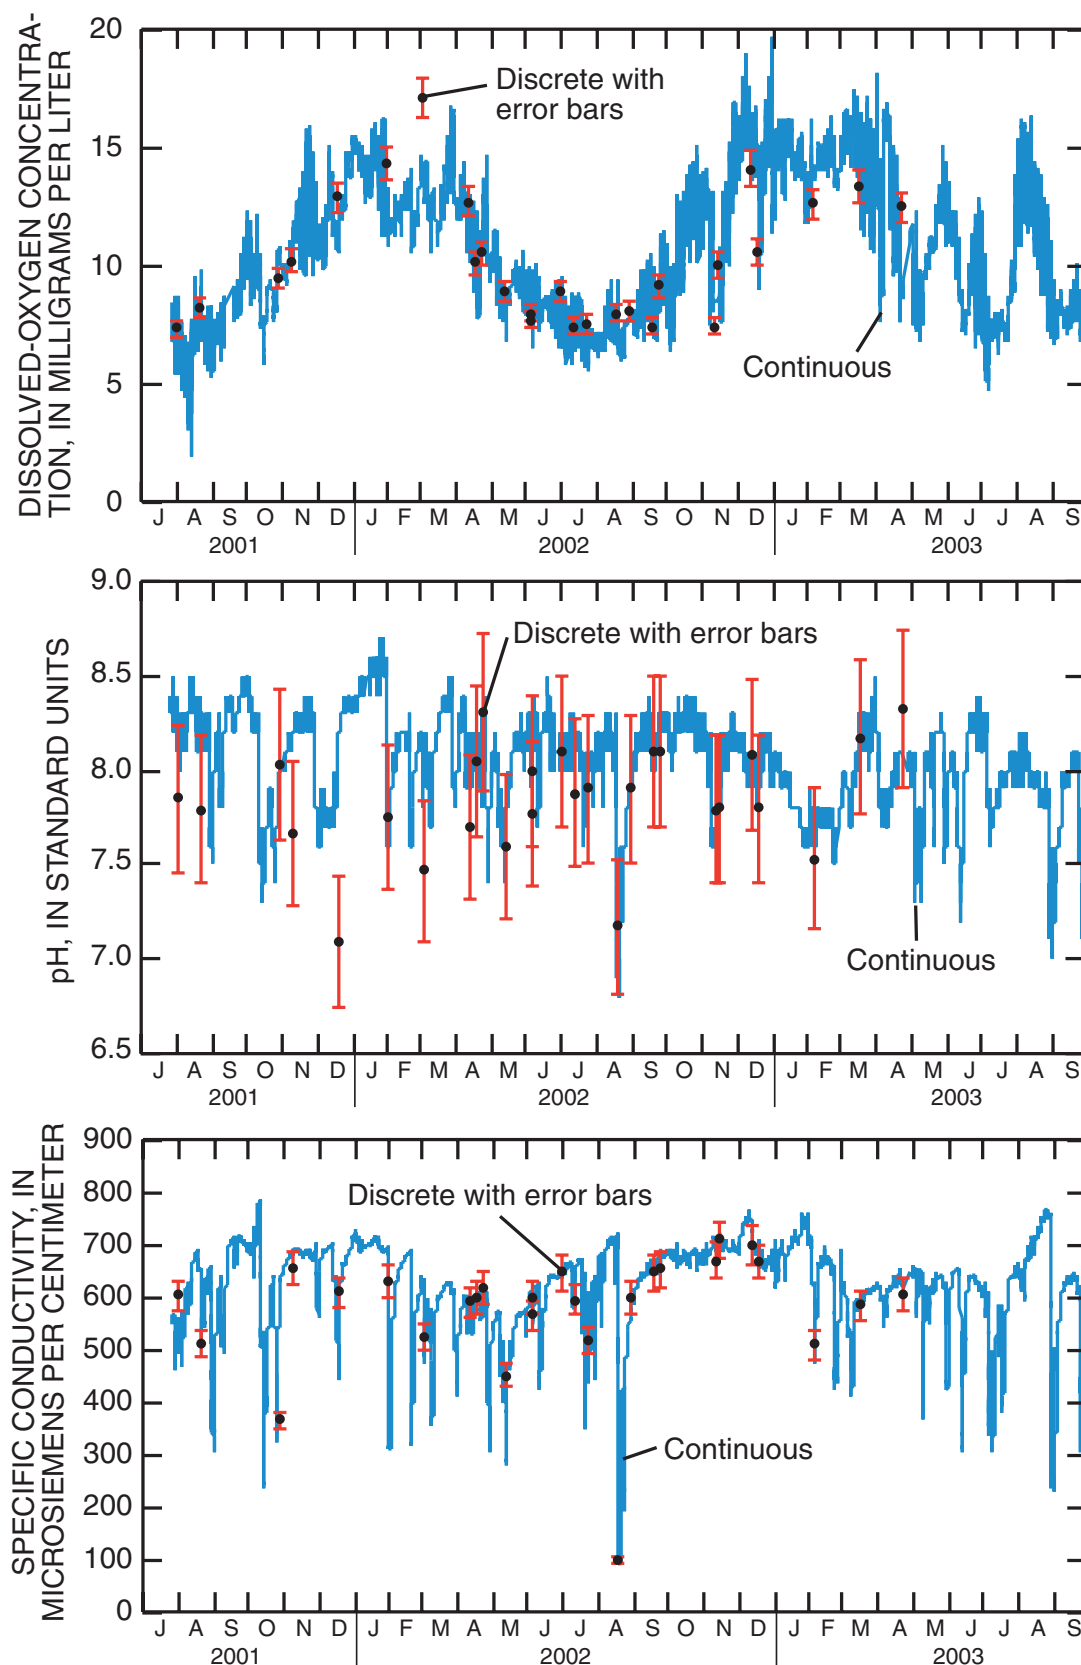 DISSOLVED-OXYGEN CONCENTRA-
TION, IN MILLIGRAMS PER LITER
20
15
10
5
0
Discrete with
error bars
Continuous
J A S O N D J F M A M J J A S O N D J F M A M J J A S
2001 2002 2003
pH, IN STANDARD UNITS
9.0
8.5
8.0
7.5
7.0
6.5
Discrete with error bars
Continuous
J A S O N D J F M A M J J A S O N D J F M A M J J A S
2001 2002 2003
SPECIFIC CONDUCTIVITY, IN
MICROSIEMENS PER CENTIMETER
900
800
700
600
500
400
300
200
100
0
Discrete with error bars
Continuous
J A S O N D J F M A M J J A S O N D J F M A M J J A S
2001 2002 2003